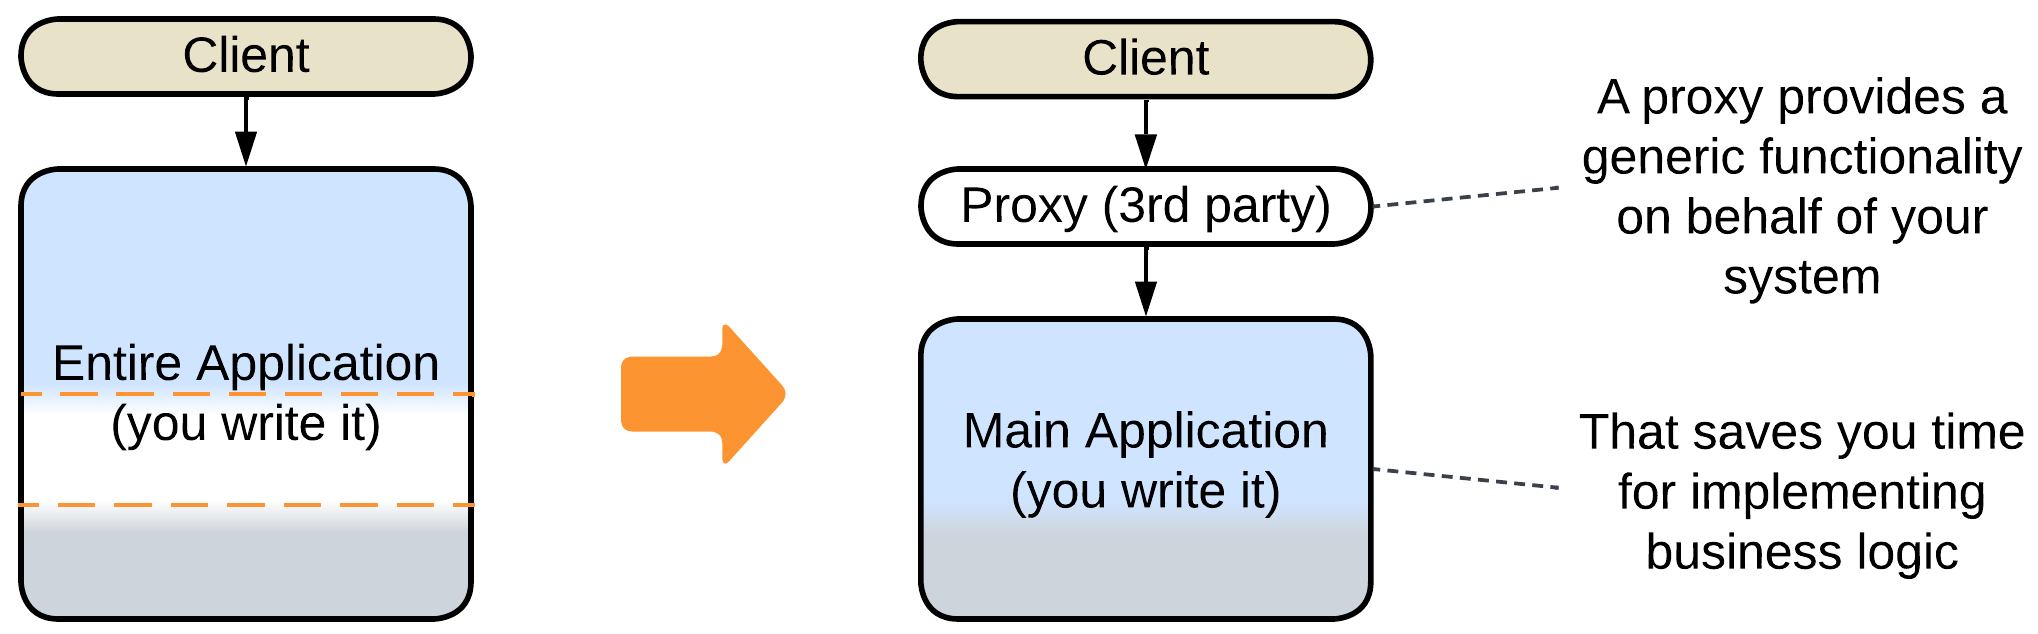 Client
Entire Application
(you write it)
Client
Proxy (3rd party)
Main Application
(you write it)
A proxy provides a
generic functionality
on behalf of your
system
That saves you time
for implementing
business logic